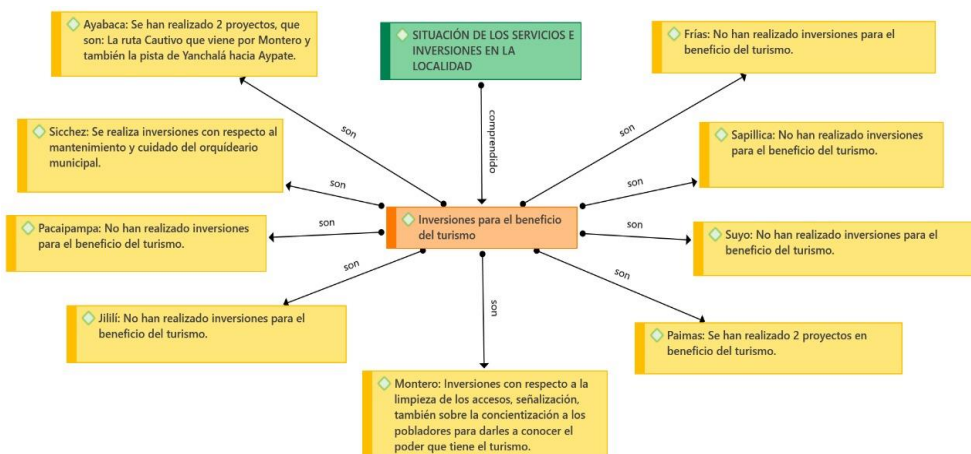 Ayabaca: Se han realizado 2 proyectos, que
son: La ruta Cautivo que viene por Montero y
también la pista de Yanchalá hacia Aypate.
SITUACIÓN DE LOS SERVICIOS E
INVERSIONES EN LA
LOCALIDAD
Frías: No han realizado inversiones para el
beneficio del turismo.
son
comprendido
son
Sicchez: Se realiza inversiones con respecto al
mantenimiento y cuidado del orquídeario
municipal.
Sapillica: No han realizado inversiones
para el beneficio del turismo.
son
son
Pacaipampa: No han realizado inversiones
para el beneficio del turismo.
son
Inversiones para el beneficio
del turismo
son
Suyo: No han realizado inversiones para el
beneficio del turismo.
son
son
son
Jililí: No han realizado inversiones para el
beneficio del turismo.
Paimas: Se han realizado 2 proyectos en
beneficio del turismo.
Montero: Inversiones con respecto a la
limpieza de los accesos, señalización,
también sobre la concientización a los
pobladores para darles a conocer el
poder que tiene el turismo.